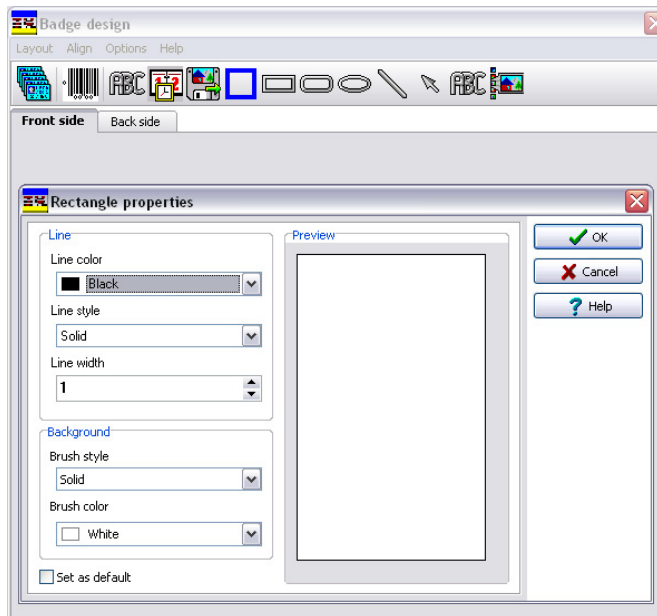 Badge design
Layout Align Options Help
ABC ABC
Front side Back side
Rectangle properties
Line
Line color
Black
Line style
Solid
Line width
1
Background
Brush style
Solid
Brush color
White
Set as default
Preview
OK
Cancel
? Help